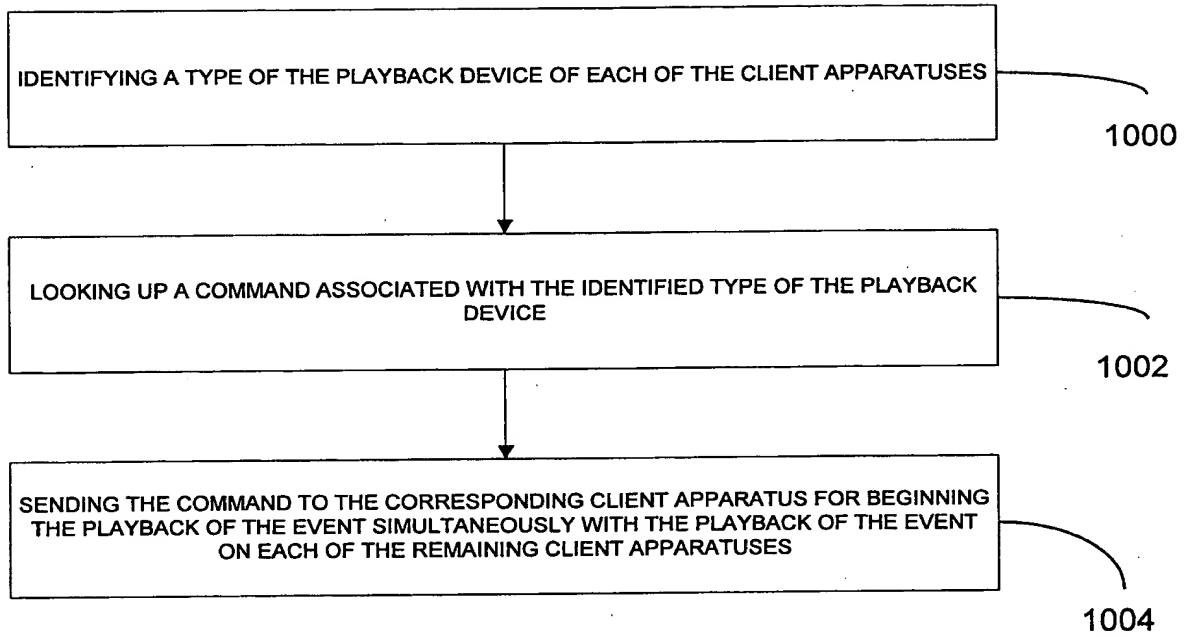 IDENTIFYING A TYPE OF THE PLAYBACK DEVICE OF EACH OF THE CLIENT APPARATUSES
1000
LOOKING UP A COMMAND ASSOCIATED WITH THE IDENTIFIED TYPE OF THE PLAYBACK
DEVICE
1002
SENDING THE COMMAND TO THE CORRESPONDING CLIENT APPARATUS FOR BEGINNING
THE PLAYBACK OF THE EVENT SIMULTANEOUSLY WITH THE PLAYBACK OF THE EVENT
ON EACH OF THE REMAINING CLIENT APPARATUSES
1004